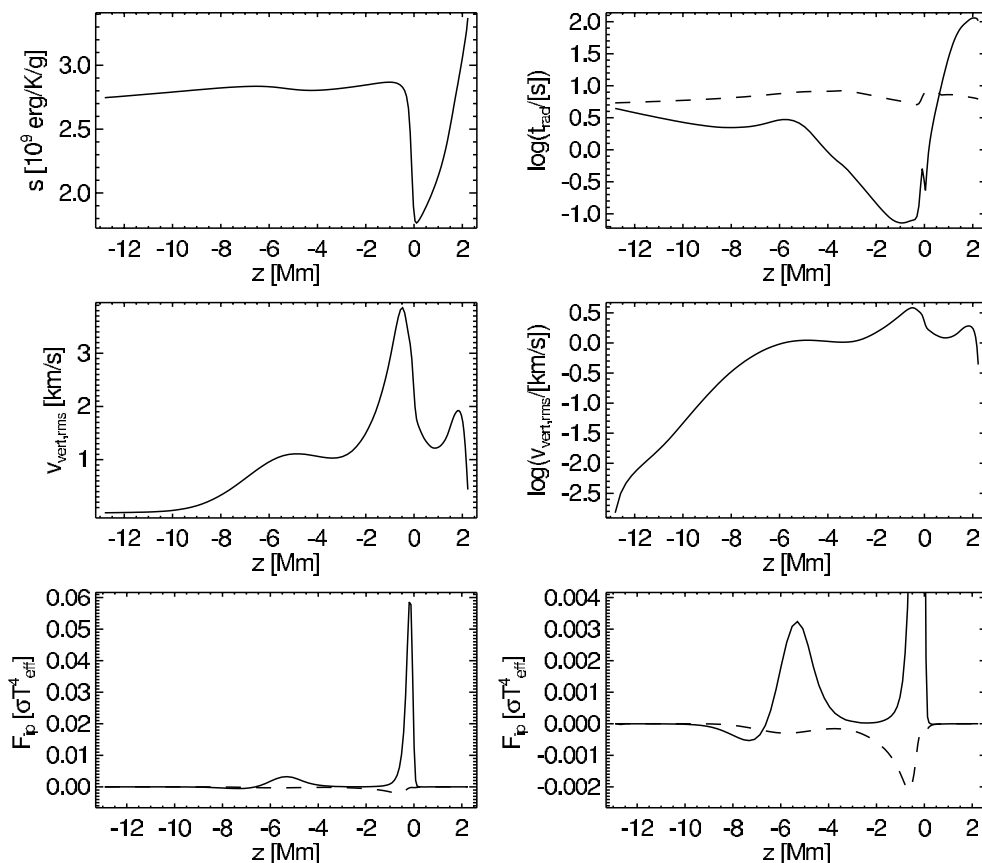 s [10⁹ erg/K/g]
3.0
2.5
2.0
-12 -10 -8 -6 -4 -2 0 2
z [Mm]
log(t_rad/[s])
2.0
1.5
1.0
0.5
0.0
-0.5
-1.0
-12 -10 -8 -6 -4 -2 0 2
z [Mm]
v_vert,rms [km/s]
3
2
1
-12 -10 -8 -6 -4 -2 0 2
z [Mm]
log(v_vert,rms/[km/s])
0.5
0.0
-0.5
-1.0
-1.5
-2.0
-2.5
-12 -10 -8 -6 -4 -2 0 2
z [Mm]
F_ip [σT⁴_eff]
0.06
0.05
0.04
0.03
0.02
0.01
0.00
-12 -10 -8 -6 -4 -2 0 2
z [Mm]
F_ip [σT⁴_eff]
0.004
0.003
0.002
0.001
0.000
-0.001
-0.002
-12 -10 -8 -6 -4 -2 0 2
z [Mm]